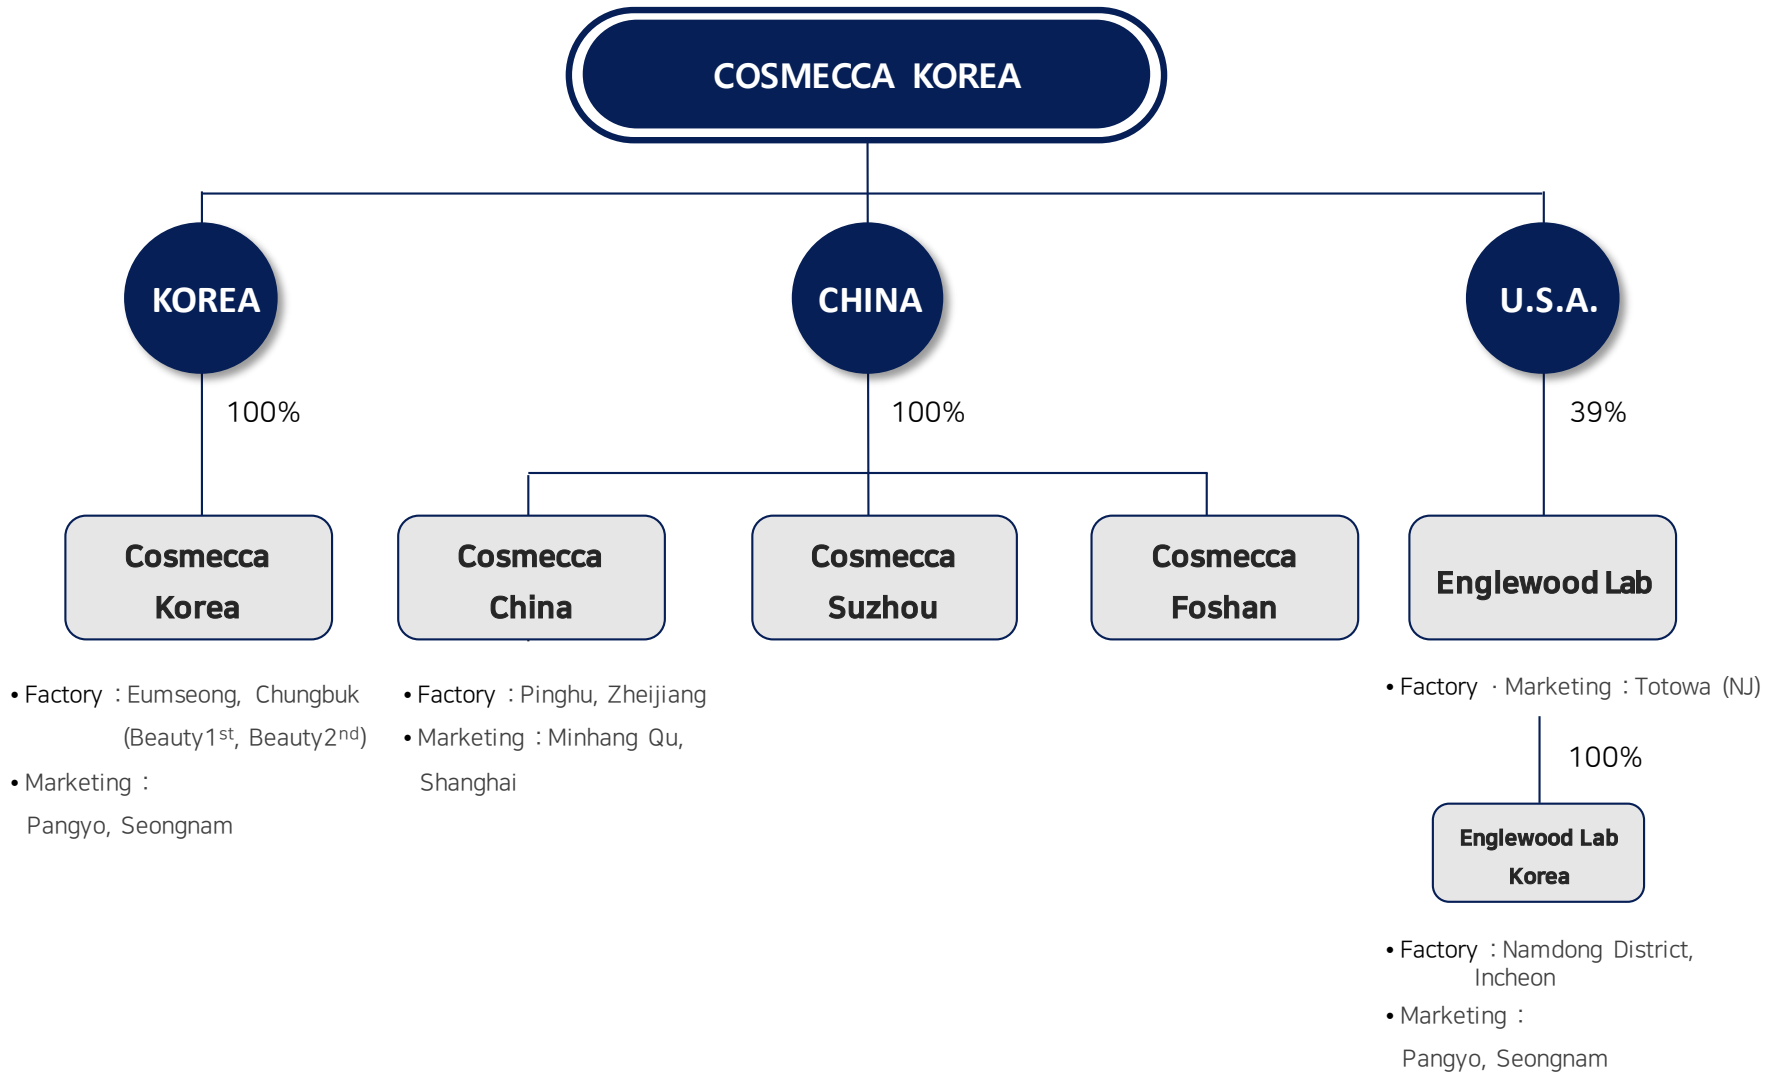 COSMECCA KOREA
KOREA
CHINA
U.S.A.
100%
100%
39%
Cosmecca
Korea
Cosmecca
China
Cosmecca
Suzhou
Cosmecca
Foshan
Englewood Lab
• Factory : Eumseong, Chungbuk
(Beauty1st, Beauty2nd)
• Marketing :
Pangyo, Seongnam
• Factory : Pinghu, Zheijiang
• Marketing : Minhang Qu,
Shanghai
• Factory · Marketing : Totowa (NJ)
100%
Englewood Lab
Korea
• Factory : Namdong District,
Incheon
• Marketing :
Pangyo, Seongnam